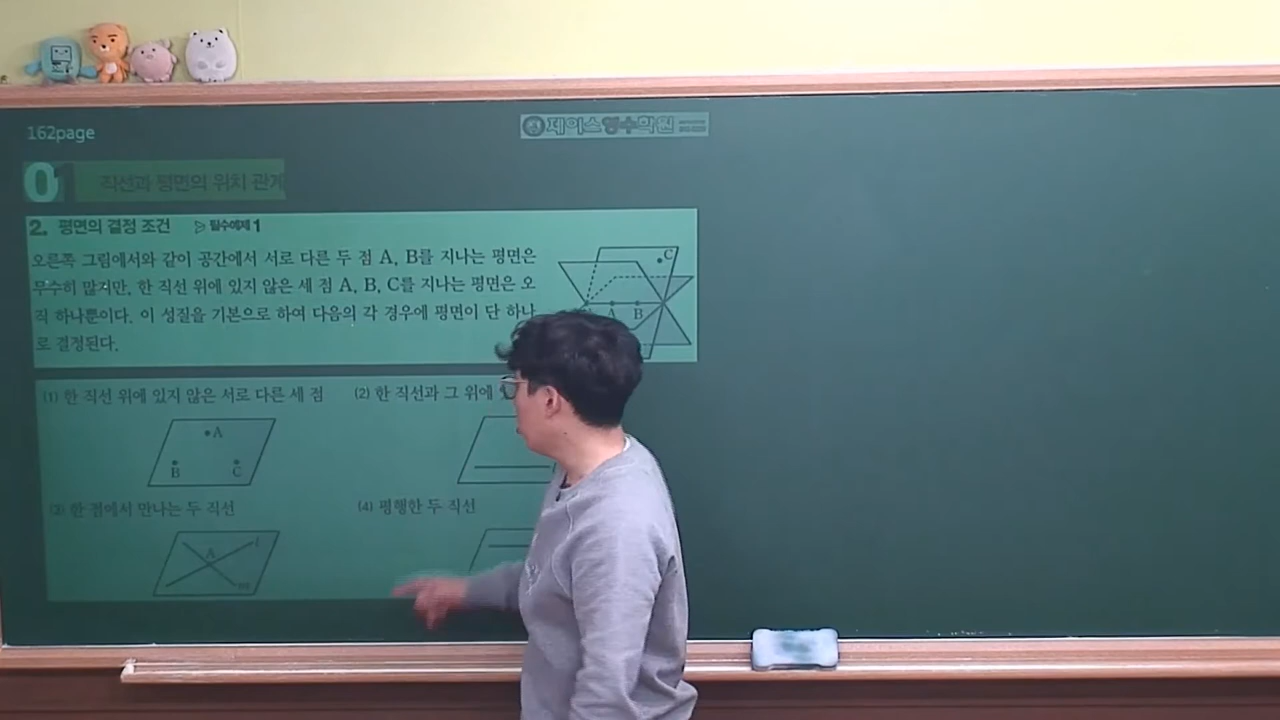 162page
제이스영수학원
01 직선과 평면의 위치 관계
2. 평면의 결정 조건 ▷ 필수예제 1
오른쪽 그림에서와 같이 공간에서 서로 다른 두 점 A, B를 지나는 평면은
무수히 많지만, 한 직선 위에 있지 않은 세 점 A, B, C를 지나는 평면은 오
직 하나뿐이다. 이 성질을 기본으로 하여 다음의 각 경우에 평면이 단 하나
로 결정된다.
C
A B
(1) 한 직선 위에 있지 않은 서로 다른 세 점
A
B C
(2) 한 직선과 그 위에
(3) 한 점에서 만나는 두 직선
A l
m
(4) 평행한 두 직선